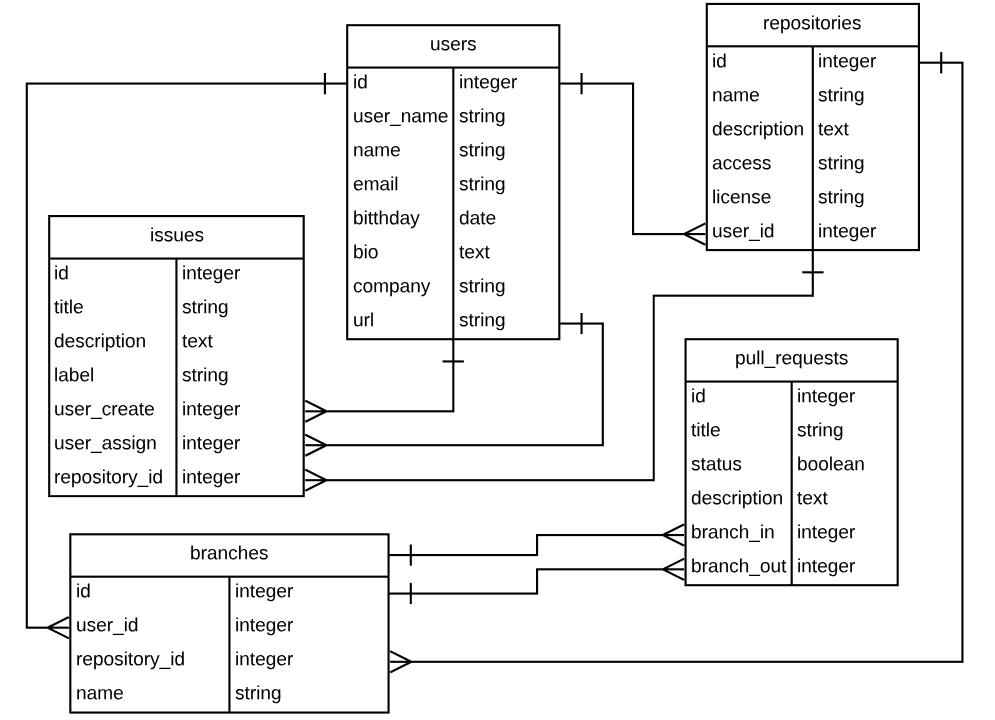 users
id integer
user_name string
name string
email string
bitthday date
bio text
company string
url string
repositories
id integer
name string
description text
access string
license string
user_id integer
issues
id integer
title string
description text
label string
user_create integer
user_assign integer
repository_id integer
pull_requests
id integer
title string
status boolean
description text
branch_in integer
branch_out integer
branches
id integer
user_id integer
repository_id integer
name string